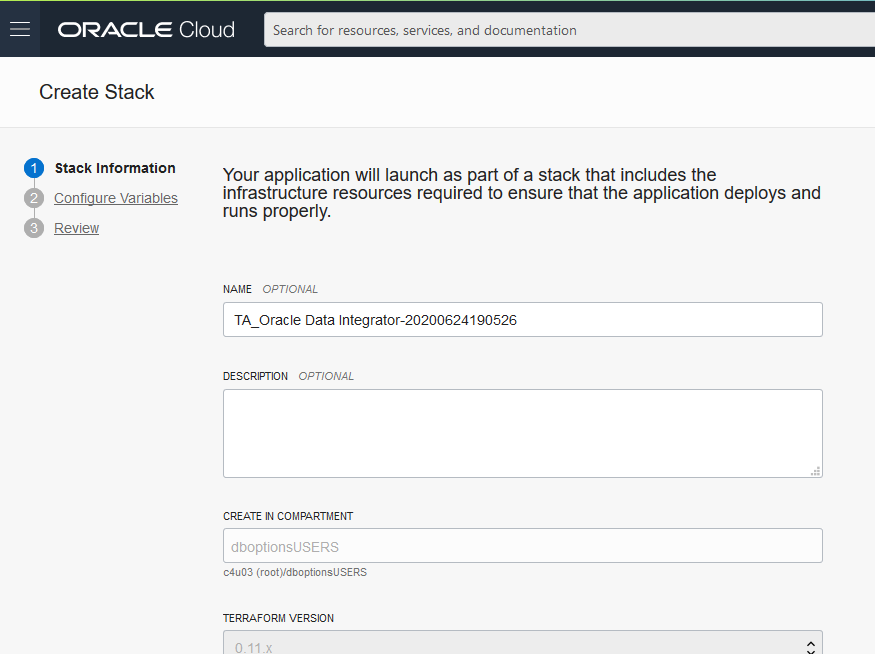 ORACLE Cloud
Search for resources, services, and documentation
Create Stack
1 Stack Information
2 Configure Variables
3 Review
Your application will launch as part of a stack that includes the
infrastructure resources required to ensure that the application deploys and
runs properly.
NAME OPTIONAL
TA_Oracle Data Integrator-20200624190526
DESCRIPTION OPTIONAL
CREATE IN COMPARTMENT
dboptionsUSERS
c4u03 (root)/dboptionsUSERS
TERRAFORM VERSION
0.11.x